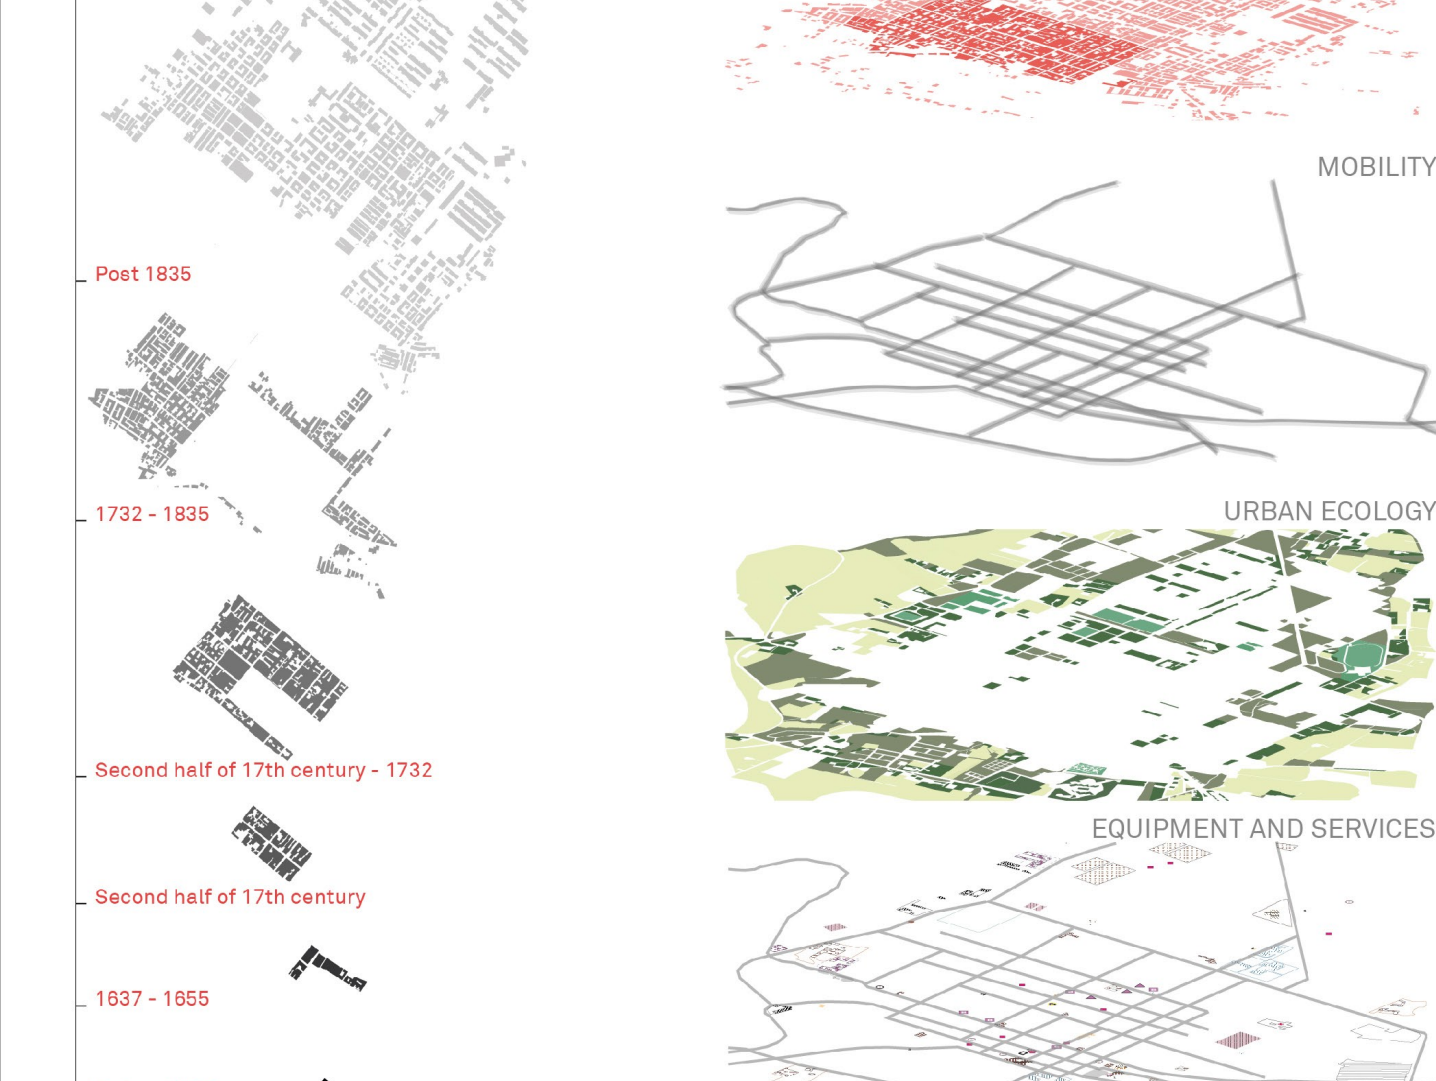 Post 1835
1732 - 1835
Second half of 17th century - 1732
Second half of 17th century
1637 - 1655
MOBILITY
URBAN ECOLOGY
EQUIPMENT AND SERVICES